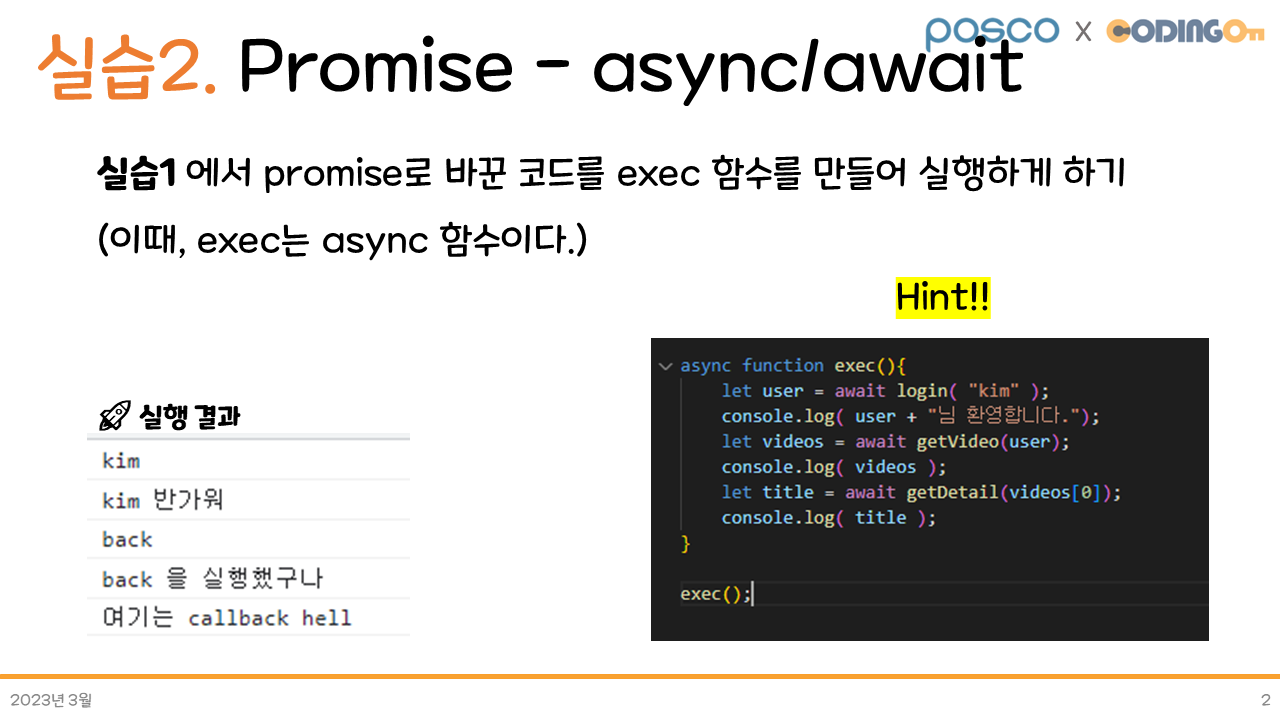 posco x CODINGOn
실습2. Promise - async/await
실습1 에서 promise로 바꾼 코드를 exec 함수를 만들어 실행하게 하기
(이때, exec는 async 함수이다.)
Hint!!
🚀 실행 결과
kim
kim 반가워
back
back 을 실행했구나
여기는 callback hell
async function exec(){
    let user = await login( "kim" );
    console.log( user + "님 환영합니다.");
    let videos = await getVideo(user);
    console.log( videos );
    let title = await getDetail(videos[0]);
    console.log( title );
}
exec();
2023년 3월
2